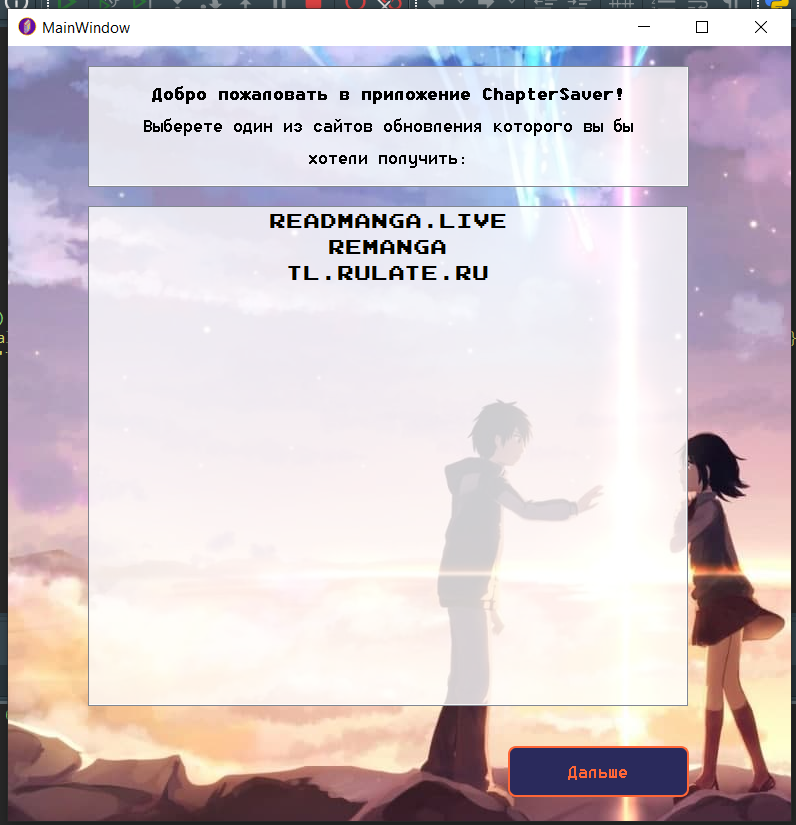 MainWindow
Добро пожаловать в приложение ChapterSaver!
Выберете один из сайтов обновления которого вы бы
хотели получить:
READMANGA.LIVE
REMANGA
TL.RULATE.RU
Дальше